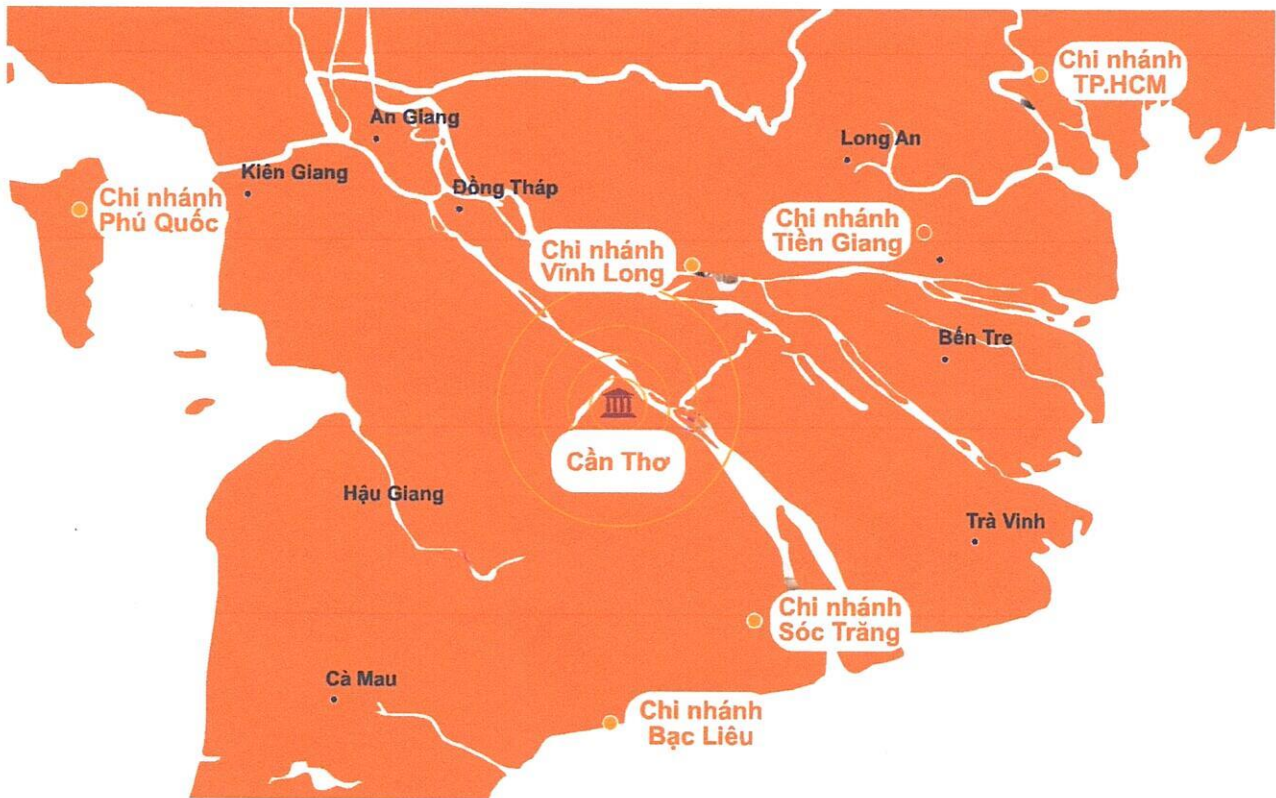 Chi nhánh
TP.HCM
An Giang
Long An
Kiên Giang
Đồng Tháp
Chi nhánh
Phú Quốc
Chi nhánh
Tiền Giang
Chi nhánh
Vĩnh Long
Bến Tre
Cần Thơ
Hậu Giang
Trà Vinh
Chi nhánh
Sóc Trăng
Cà Mau
Chi nhánh
Bạc Liêu